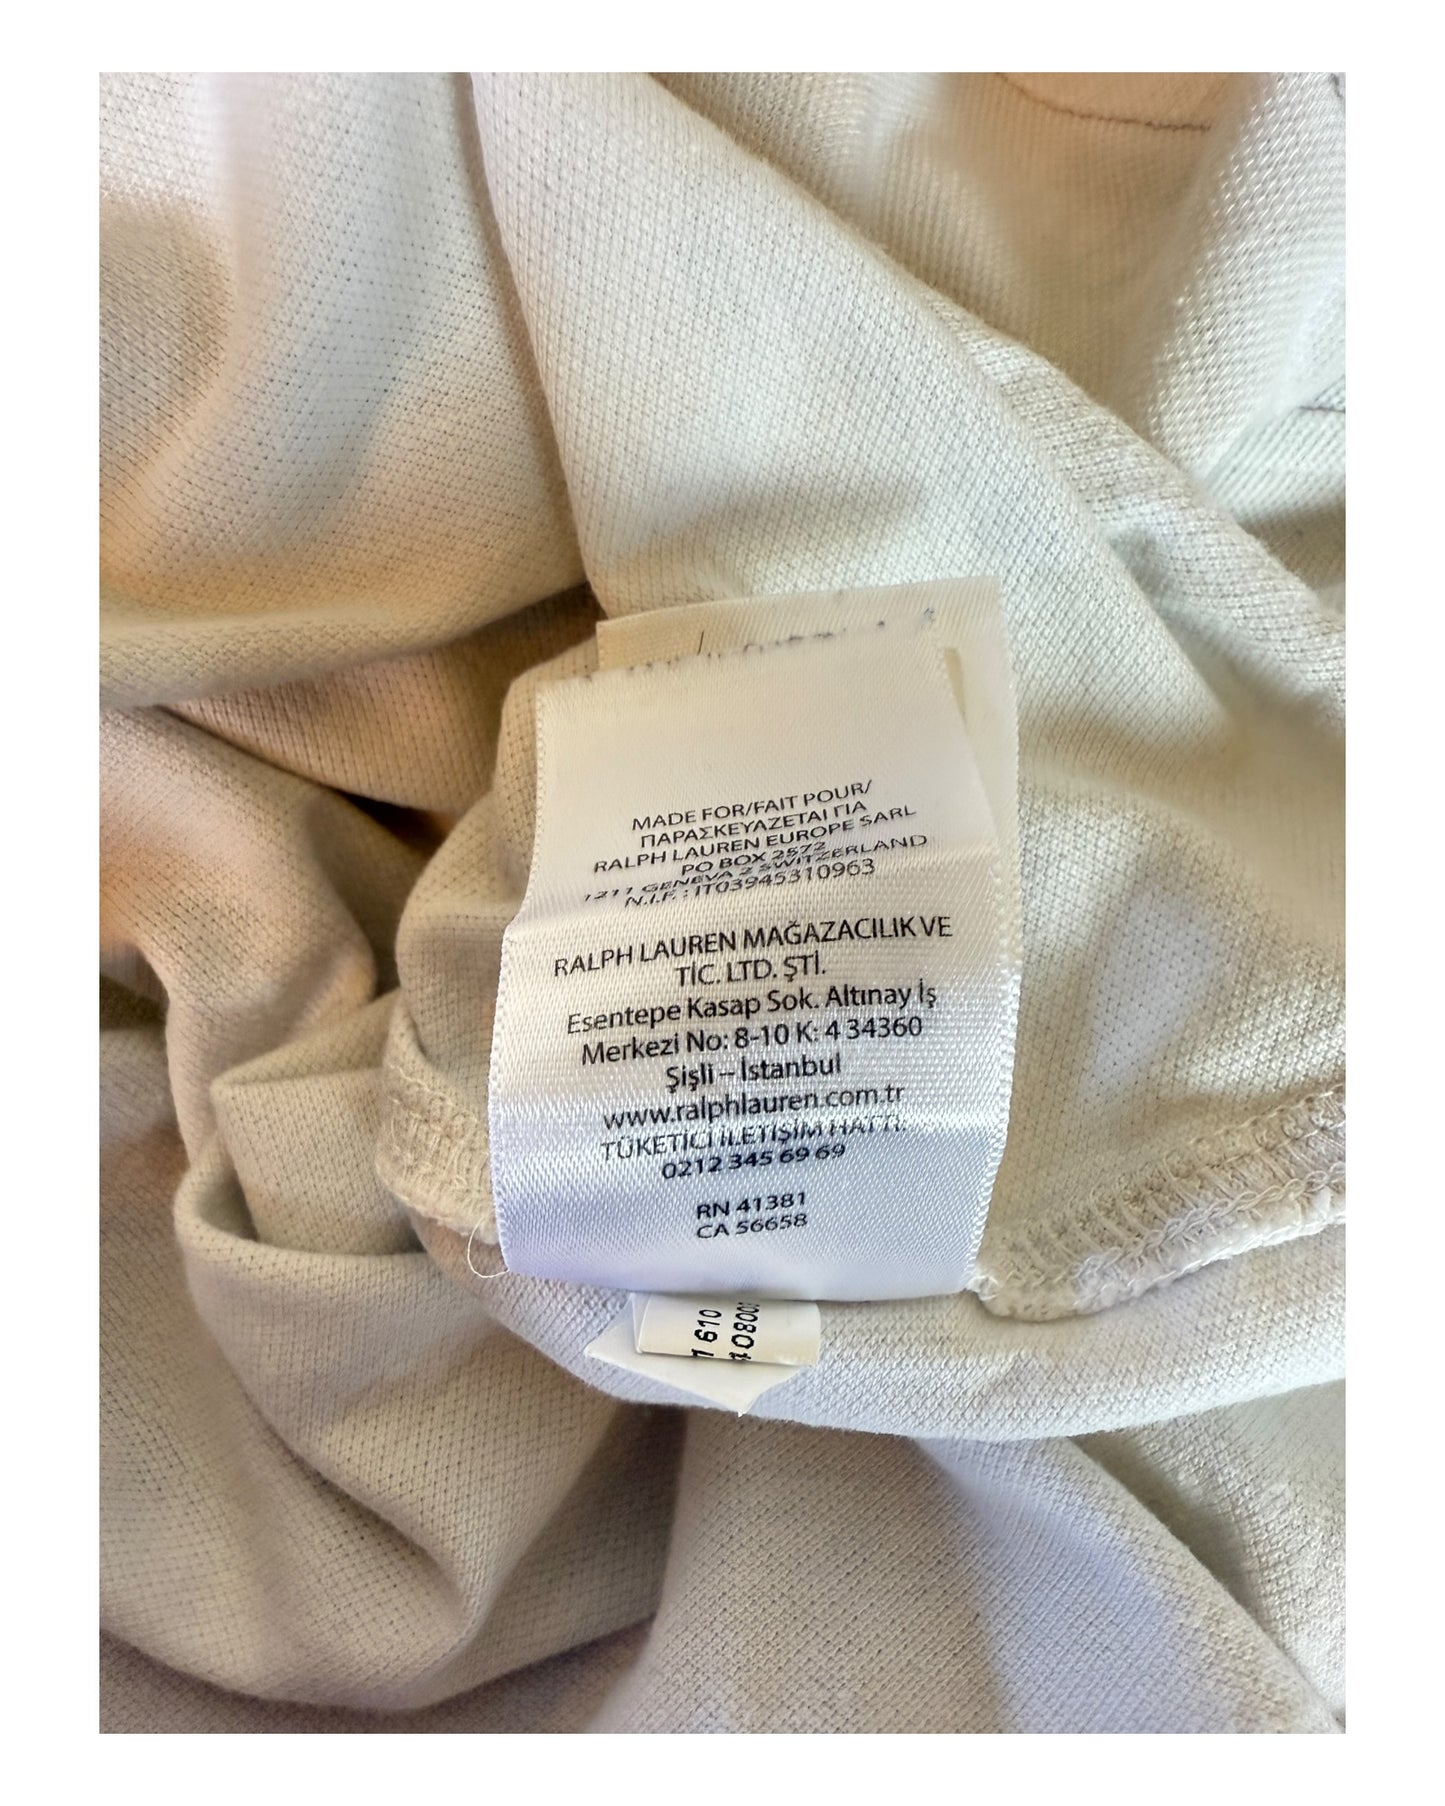 MADE FOR/FAIT POUR/
ΠΑΡΑΣΚΕΥΑΖΕΤΑΙ ΓΙΑ
RALPH LAUREN EUROPE SARL
PO BOX 2572
1211 GENEVA 2 SWITZERLAND
N.I.F. : IT03945310963
RALPH LAUREN MAĞAZACILIK VE
TİC. LTD. ŞTİ.
Esentepe Kasap Sok. Altınay İş
Merkezi No: 8-10 K: 4 34360
Şişli – İstanbul
www.ralphlauren.com.tr
TÜKETİCİ İLETİŞİM HATTI:
0212 345 69 69
RN 41381
CA 56658
610